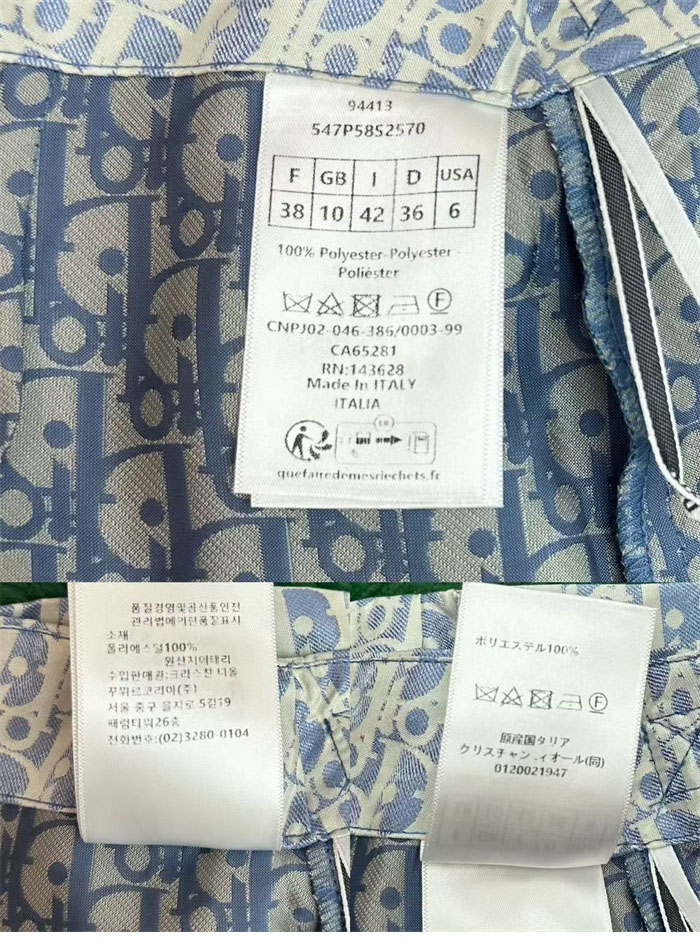 94413
547P58S2570
F GB I D USA
38 10 42 36 6
100% Polyester-Polyester-
Poliéster
F
CNPJ02-046-386/0003-99
CA65281
RN:143628
Made In ITALY
ITALIA
quefairedemesriechets.fr
품질경영및공산품안전
관리법에의한품질표시
소재
폴리에스털100%
원산지이태리
수입판매원:크리스찬 디올
꾸뛰르코리아(주)
서울 중구 을지로 5길19
패럼타워26층
전화번호:(02)3280-0104
ポリエステル100%
F
原産国タリア
クリスチャン .ィオール(同)
0120021947